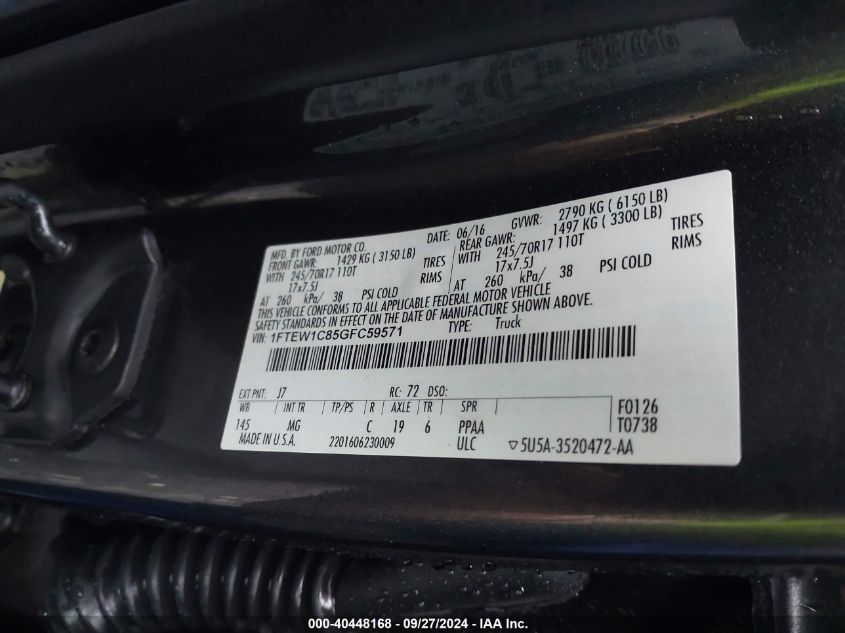 MFD. BY FORD MOTOR CO.
DATE: 06/16 GVWR: 2790 KG ( 6150 LB)
FRONT GAWR: 1429 KG ( 3150 LB) REAR GAWR: 1497 KG ( 3300 LB)
WITH 245/70R17 110T TIRES WITH 245/70R17 110T TIRES
17x7.5J RIMS 17x7.5J RIMS
AT 260 kPa/ 38 PSI COLD AT 260 kPa/ 38 PSI COLD
THIS VEHICLE CONFORMS TO ALL APPLICABLE FEDERAL MOTOR VEHICLE
SAFETY STANDARDS IN EFFECT ON THE DATE OF MANUFACTURE SHOWN ABOVE.
VIN: 1FTEW1C85GFC59571 TYPE: Truck
EXT PNT: J7 RC: 72 DSO:
WB INT TR TP/PS R AXLE TR SPR F0126
145 MG C 19 6 PPAA T0738
MADE IN U.S.A. 2201606230009 ULC ▽5U5A-3520472-AA
000-40448168 - 09/27/2024 - IAA Inc.